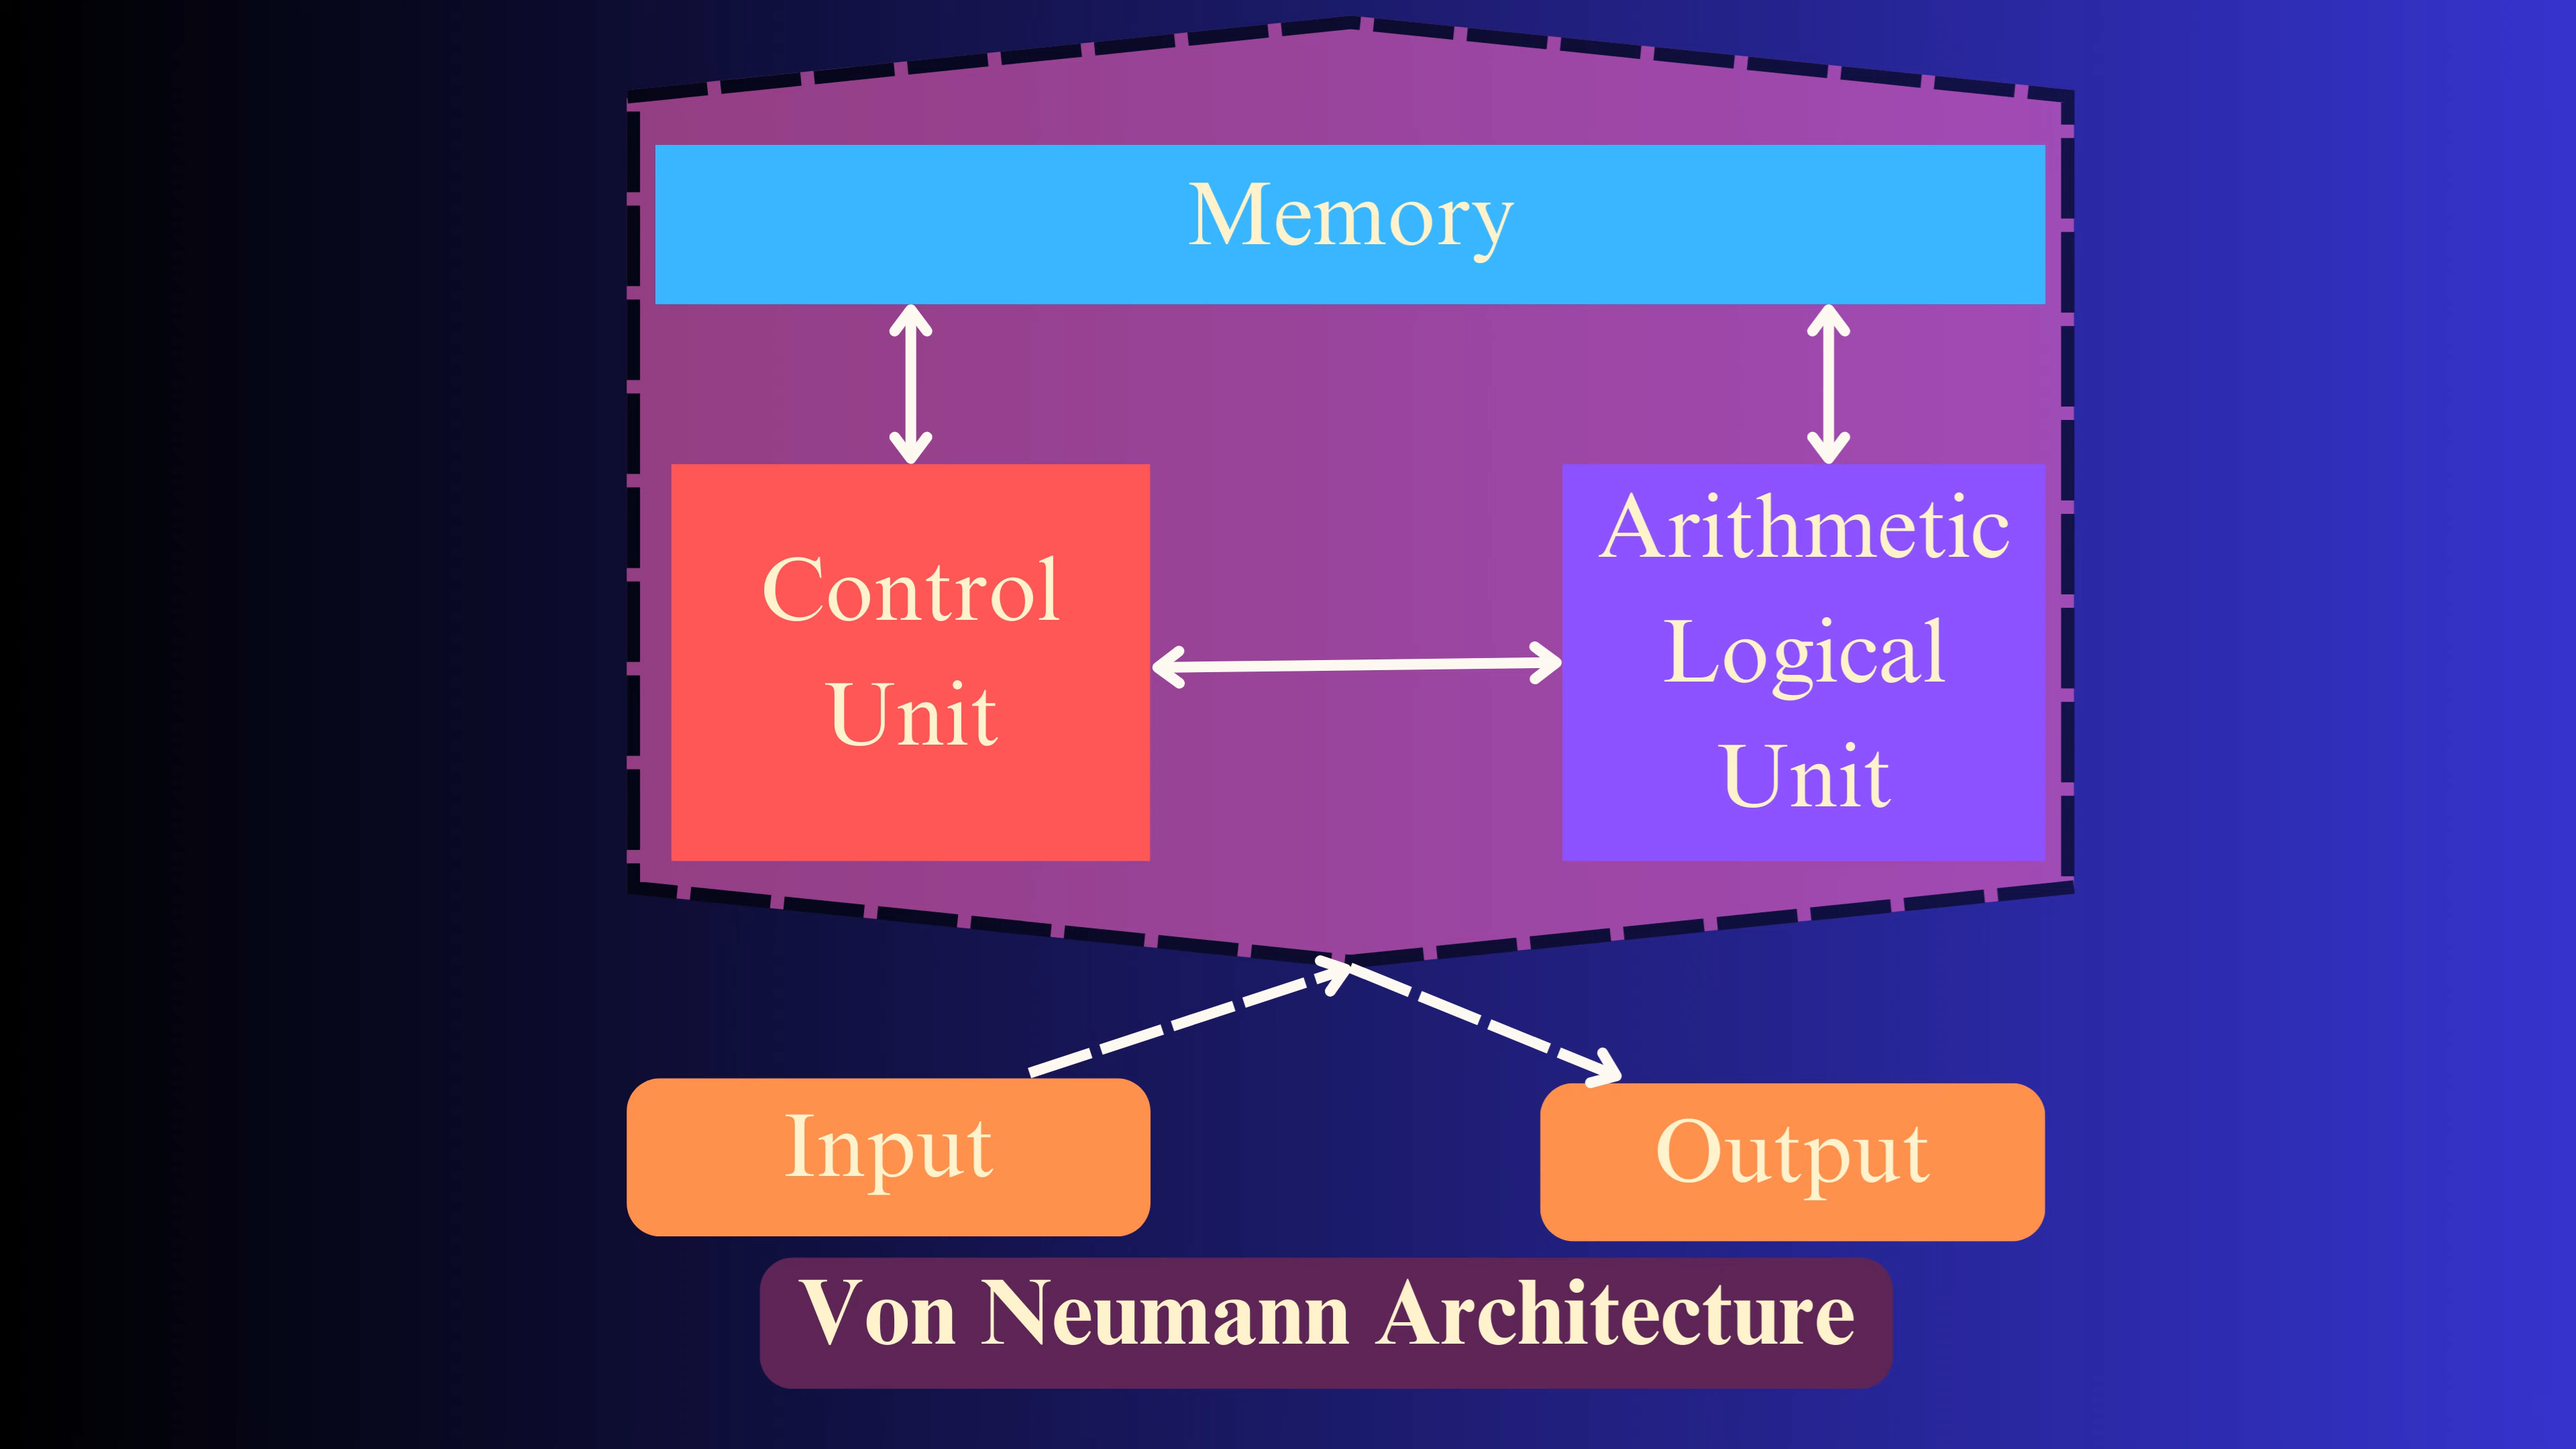 Memory
Control
Unit
Arithmetic
Logical
Unit
Input
Output
Von Neumann Architecture